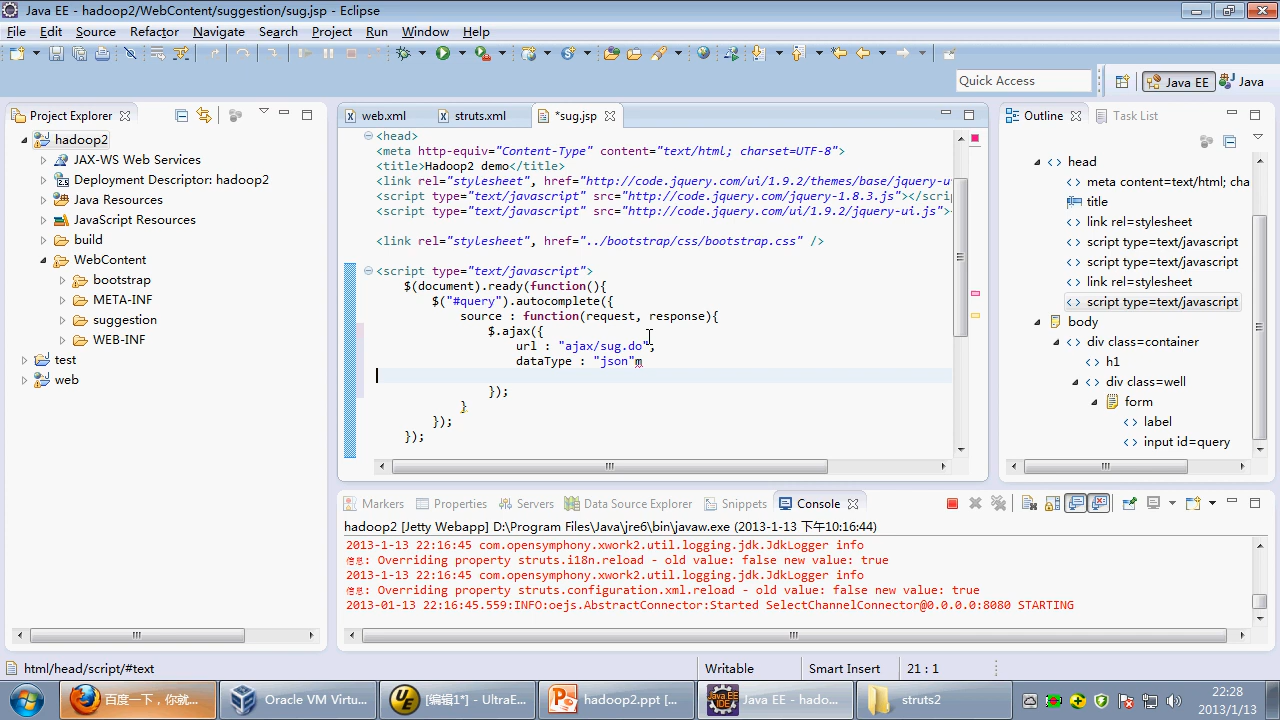 Java EE - hadoop2/WebContent/suggestion/sug.jsp - Eclipse
File Edit Source Refactor Navigate Search Project Run Window Help
Quick Access
Java EE
Java
Project Explorer
hadoop2
JAX-WS Web Services
Deployment Descriptor: hadoop2
Java Resources
JavaScript Resources
build
WebContent
bootstrap
META-INF
suggestion
WEB-INF
test
web
web.xml
struts.xml
*sug.jsp
<head>
<meta http-equiv="Content-Type" content="text/html; charset=UTF-8">
<title>Hadoop2 demo</title>
<link rel="stylesheet", href="http://code.jquery.com/ui/1.9.2/themes/base/jquery-u
<script type="text/javascript" src="http://code.jquery.com/jquery-1.8.3.js"></scrip
<script type="text/javascript" src="http://code.jquery.com/ui/1.9.2/jquery-ui.js">
<link rel="stylesheet", href="../bootstrap/css/bootstrap.css" />
<script type="text/javascript">
$(document).ready(function(){
$("#query").autocomplete({
source : function(request, response){
$.ajax({
url : "ajax/sug.do",
dataType : "json"m
});
}
});
});
Outline
Task List
head
meta content=text/html; cha
title
link rel=stylesheet
script type=text/javascript
script type=text/javascript
link rel=stylesheet
script type=text/javascript
body
div class=container
h1
div class=well
form
label
input id=query
Markers
Properties
Servers
Data Source Explorer
Snippets
Console
hadoop2 [Jetty Webapp] D:\Program Files\Java\jre6\bin\javaw.exe (2013-1-13 下午10:16:44)
2013-1-13 22:16:45 com.opensymphony.xwork2.util.logging.jdk.JdkLogger info
信息: Overriding property struts.i18n.reload - old value: false new value: true
2013-1-13 22:16:45 com.opensymphony.xwork2.util.logging.jdk.JdkLogger info
信息: Overriding property struts.configuration.xml.reload - old value: false new value: true
2013-01-13 22:16:45.559:INFO:oejs.AbstractConnector:Started SelectChannelConnector@0.0.0.0:8080 STARTING
html/head/script/#text
Writable
Smart Insert
21 : 1
百度一下，你就...
Oracle VM Virtu...
[编辑1*] - UltraE...
hadoop2.ppt [...
Java EE - hado...
struts2
22:28
2013/1/13